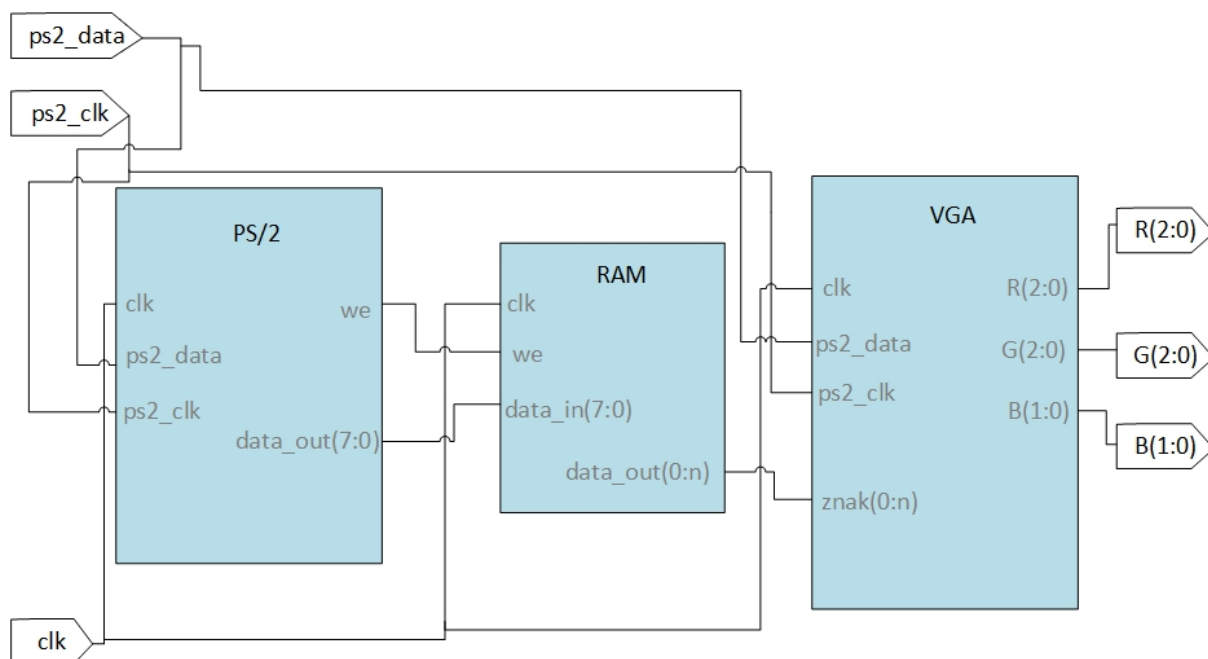 ps2_data
ps2_clk
PS/2
clk
ps2_data
ps2_clk
we
data_out(7:0)
RAM
clk
we
data_in(7:0)
data_out(0:n)
VGA
clk
ps2_data
ps2_clk
znak(0:n)
R(2:0)
G(2:0)
B(1:0)
R(2:0)
G(2:0)
B(1:0)
clk